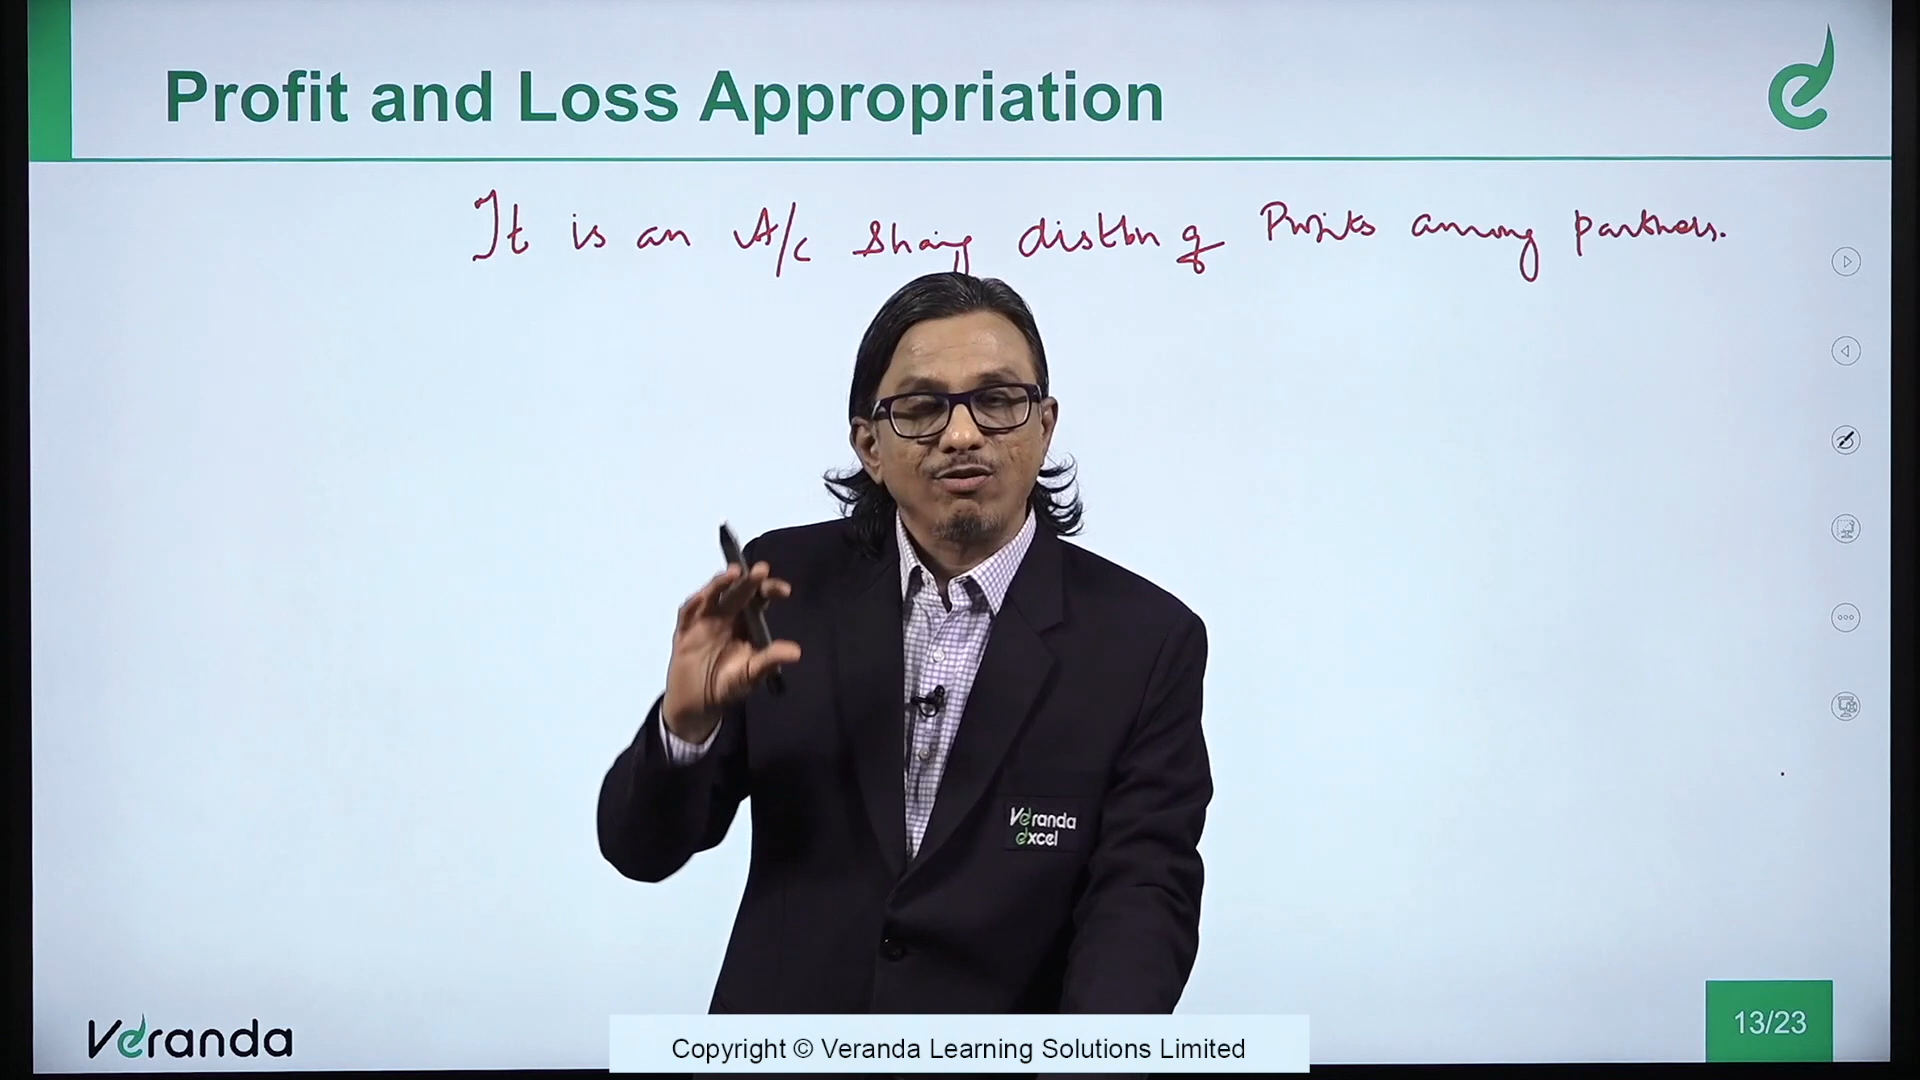 Profit and Loss Appropriation
It is an A/c Shaing distbn of Profits among partners.
Veranda
excel
13/23
Veranda
Copyright © Veranda Learning Solutions Limited